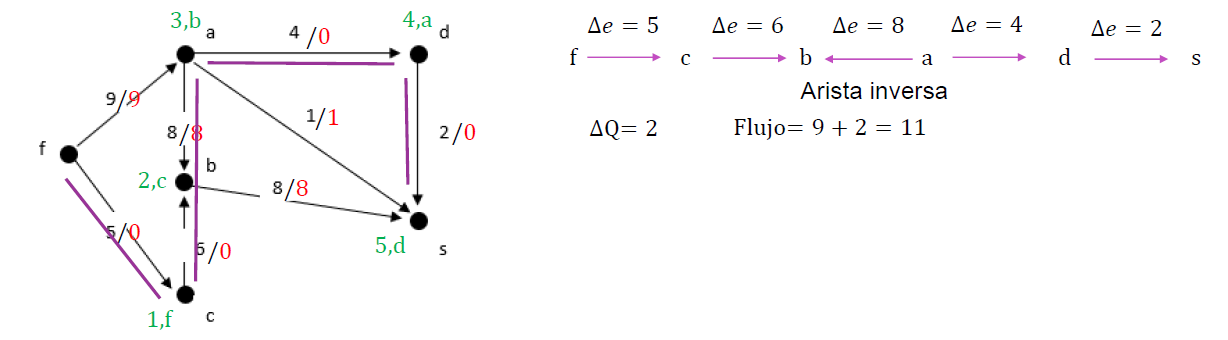 3,b
a
4 /0
4,a
d
9/9
8/8
1/1
2/0
f
b
2,c
8/8
5/0
6/0
5,d
s
1,f
c
Δe = 5
Δe = 6
Δe = 8
Δe = 4
Δe = 2
f c b a d s
Arista inversa
ΔQ= 2
Flujo= 9 + 2 = 11